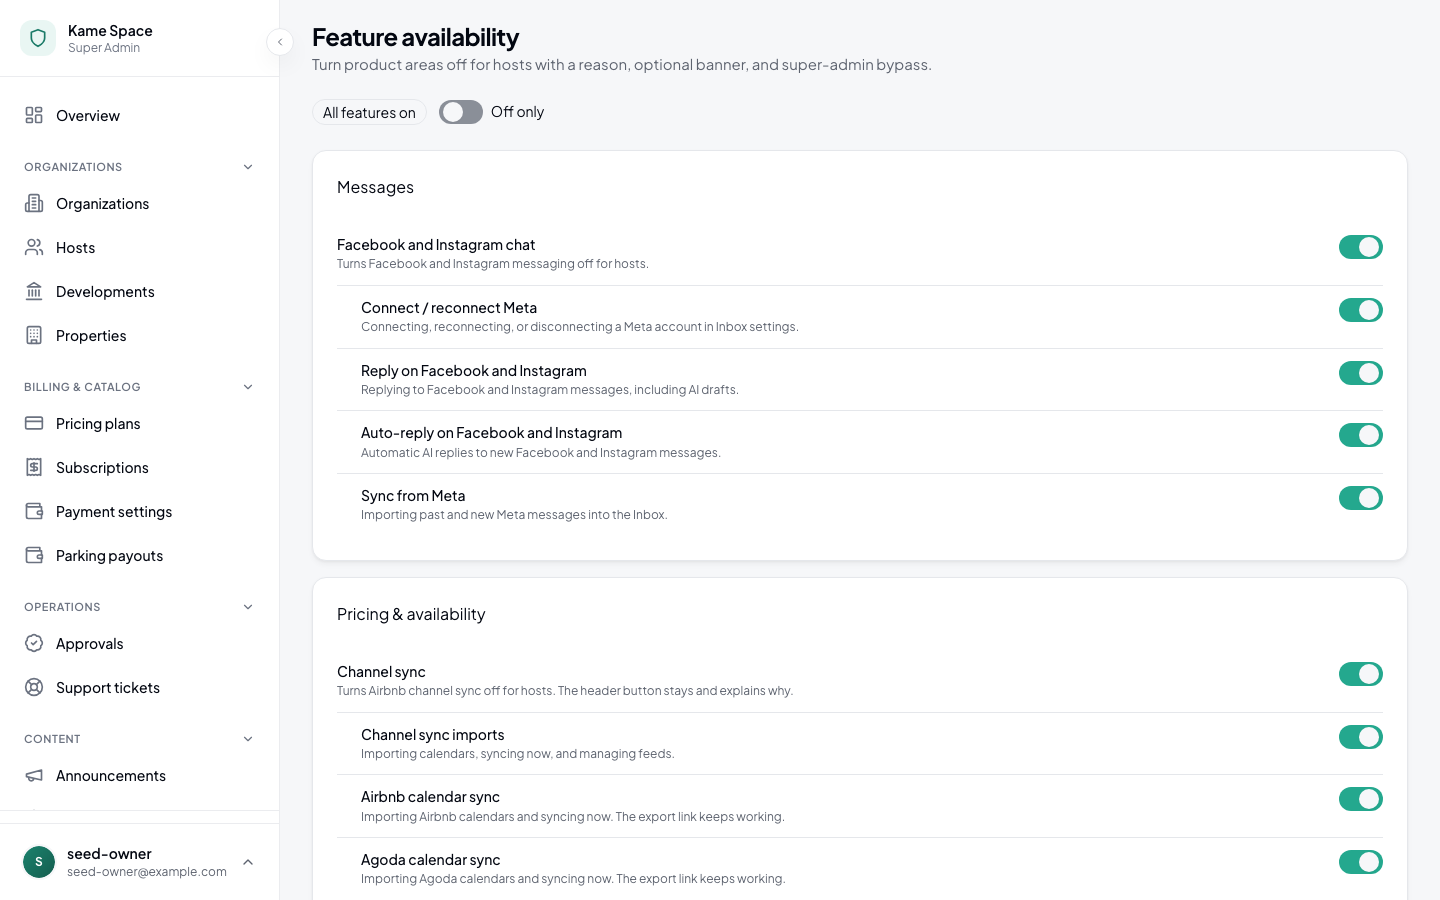 Kame Space
Super Admin
Overview
ORGANIZATIONS
Organizations
Hosts
Developments
Properties
BILLING & CATALOG
Pricing plans
Subscriptions
Payment settings
Parking payouts
OPERATIONS
Approvals
Support tickets
CONTENT
Announcements
S
seed-owner
seed-owner@example.com
Feature availability
Turn product areas off for hosts with a reason, optional banner, and super-admin bypass.
All features on
Off only
Messages
Facebook and Instagram chat
Turns Facebook and Instagram messaging off for hosts.
Connect / reconnect Meta
Connecting, reconnecting, or disconnecting a Meta account in Inbox settings.
Reply on Facebook and Instagram
Replying to Facebook and Instagram messages, including AI drafts.
Auto-reply on Facebook and Instagram
Automatic AI replies to new Facebook and Instagram messages.
Sync from Meta
Importing past and new Meta messages into the Inbox.
Pricing & availability
Channel sync
Turns Airbnb channel sync off for hosts. The header button stays and explains why.
Channel sync imports
Importing calendars, syncing now, and managing feeds.
Airbnb calendar sync
Importing Airbnb calendars and syncing now. The export link keeps working.
Agoda calendar sync
Importing Agoda calendars and syncing now. The export link keeps working.